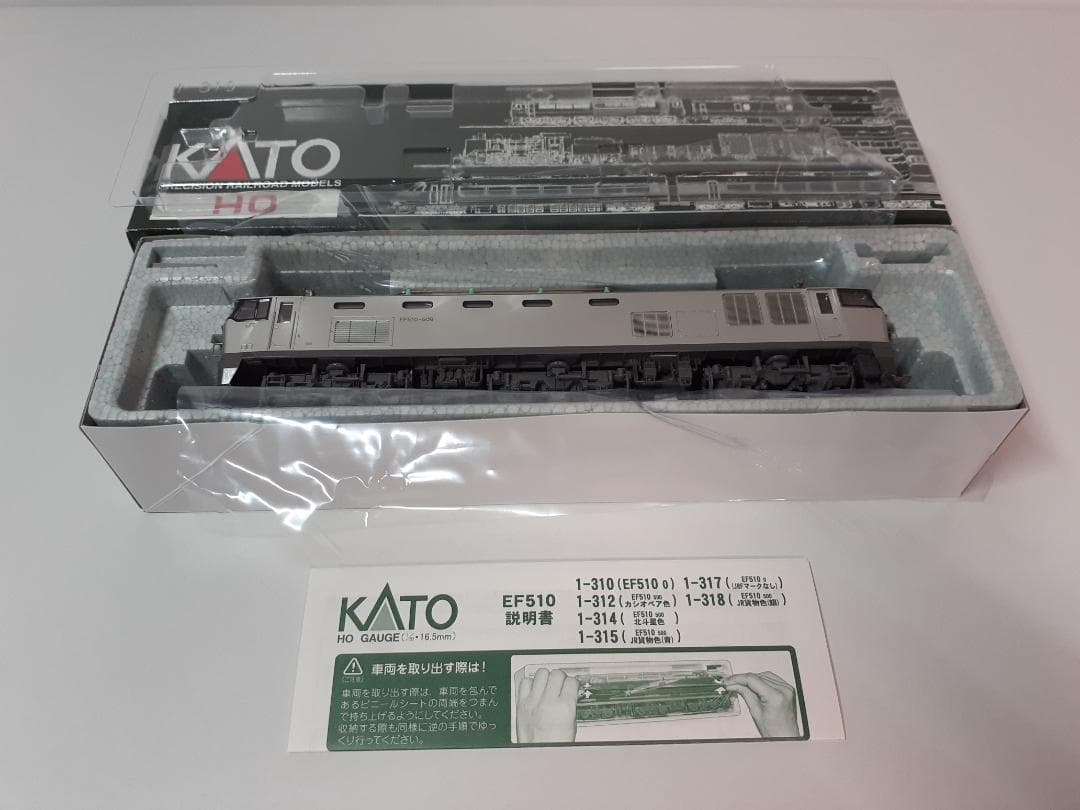 KATO
PRECISION RAILROAD MODELS
HO
KATO
HO GAUGE(1/80・16.5mm)
EF510
説明書
1-310(EF510 0) 1-317(EF510 0 (JRFマークなし))
1-312(EF510 500 カシオペア色) 1-318(EF510 500 JR貨物色(銀))
1-314(EF510 500 北斗星色)
1-315(EF510 500 JR貨物色(青))
(ご注意) 車両を取り出す際は!
車両を取り出す際は、車両を包んで
あるビニールシートの両端をつまん
で持ち上げるようにしてください。
収納する際も同様に逆の手順でゆっ
くり行ってください。